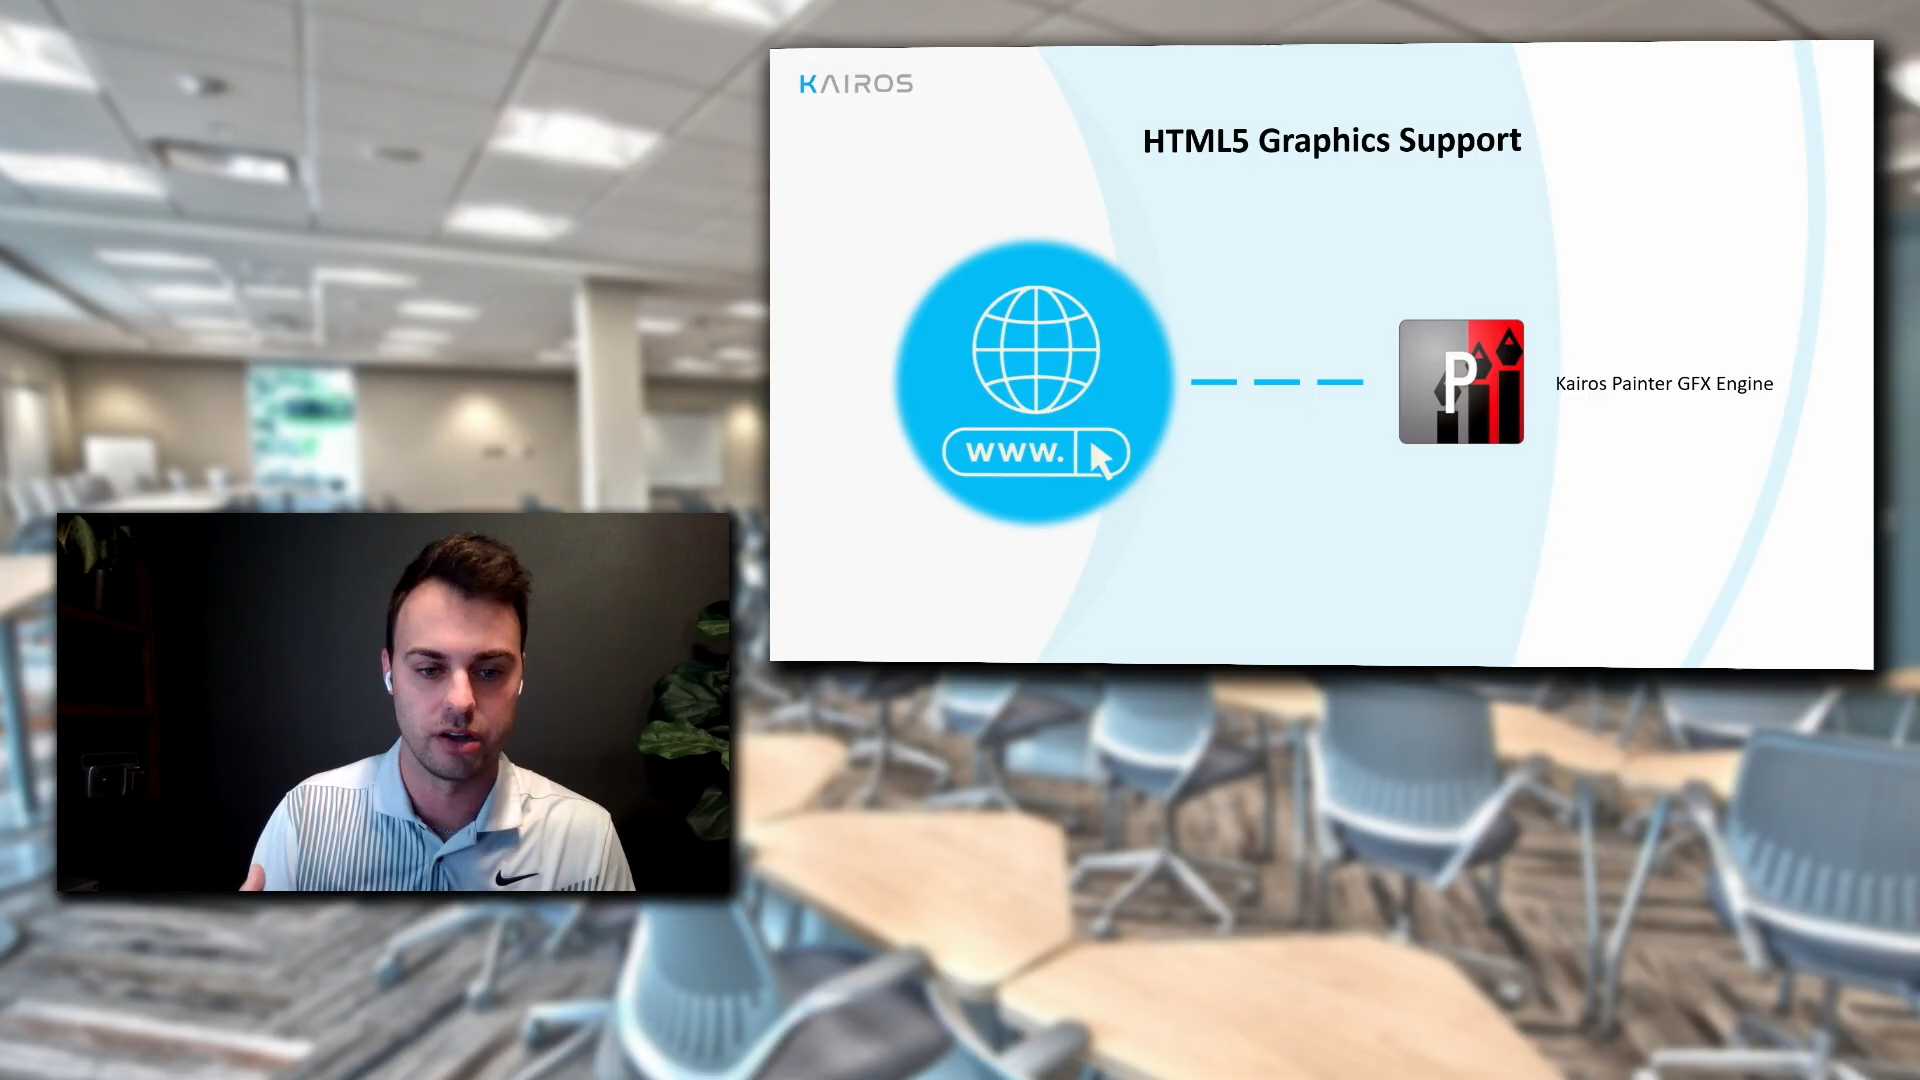 KAIROS
HTML5 Graphics Support
www.
P
Kairos Painter GFX Engine